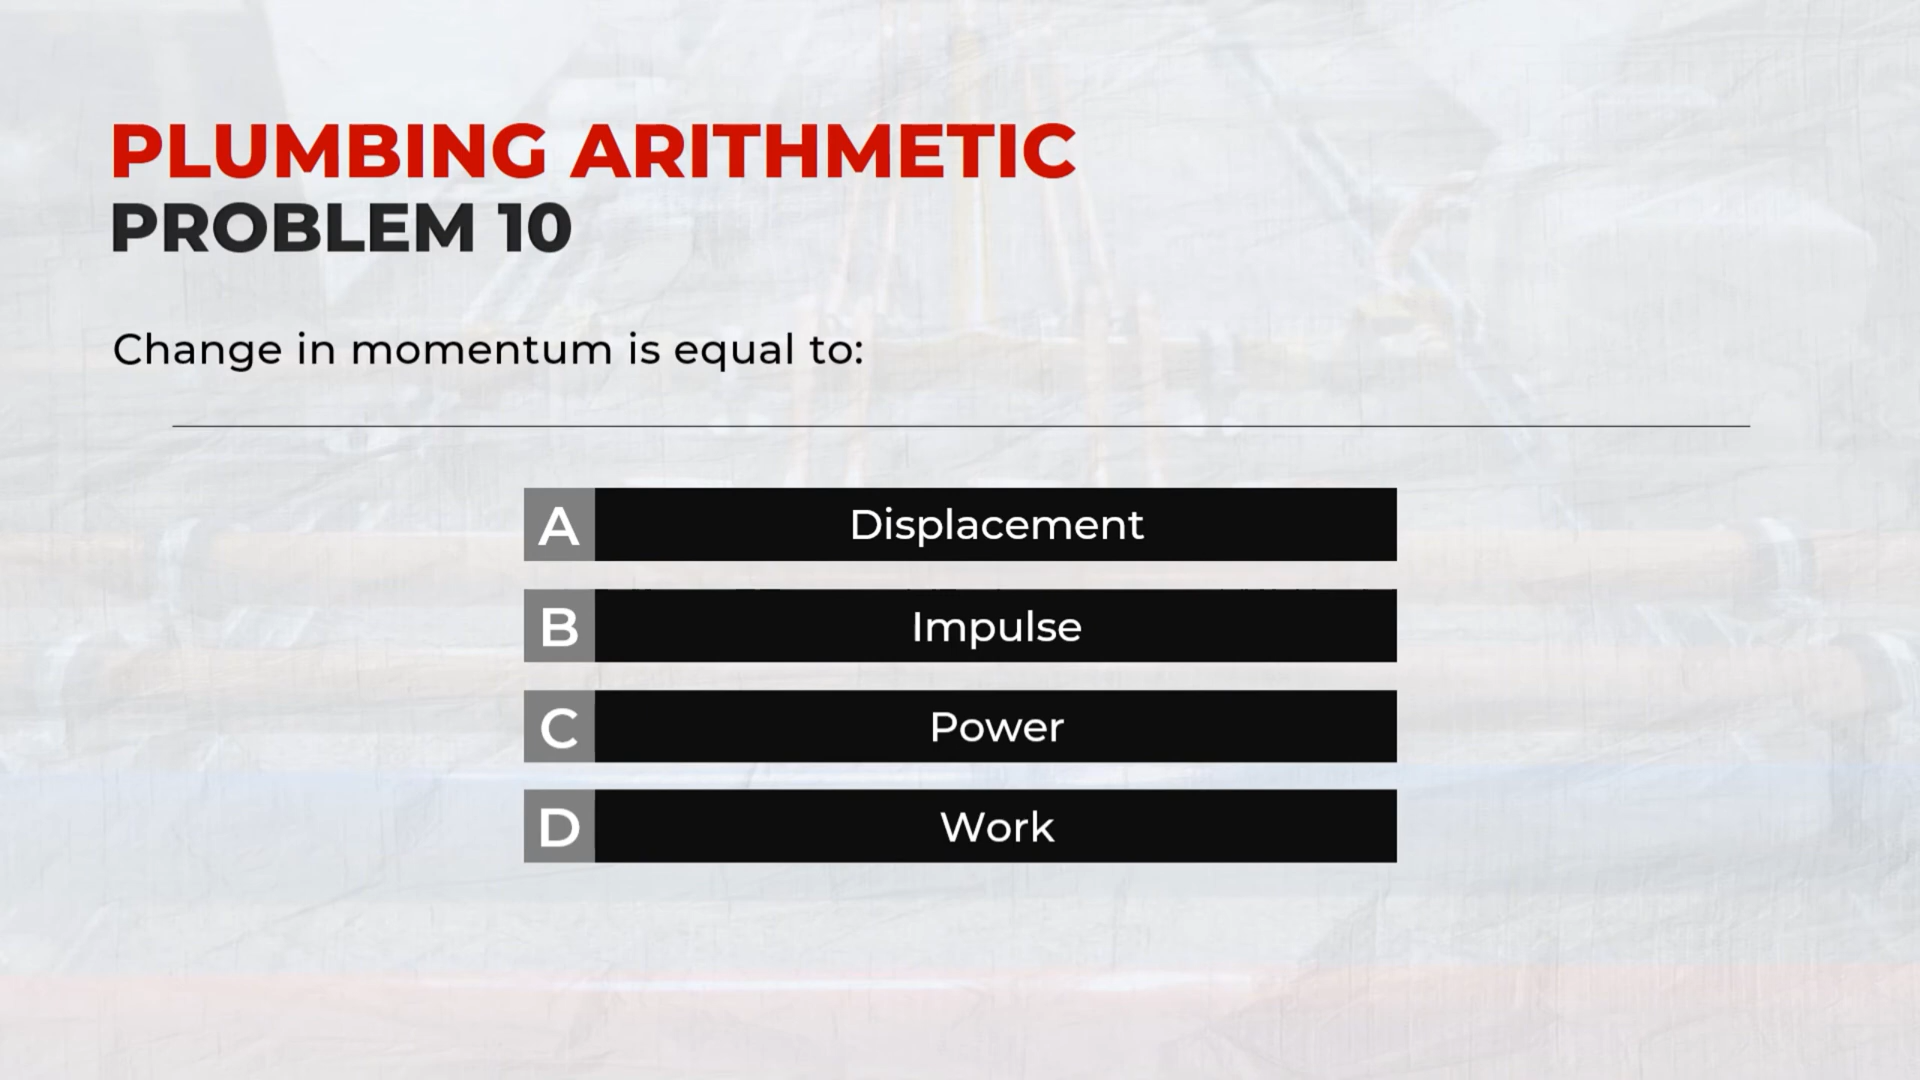 PLUMBING ARITHMETIC
PROBLEM 10
Change in momentum is equal to:
A Displacement
B Impulse
C Power
D Work